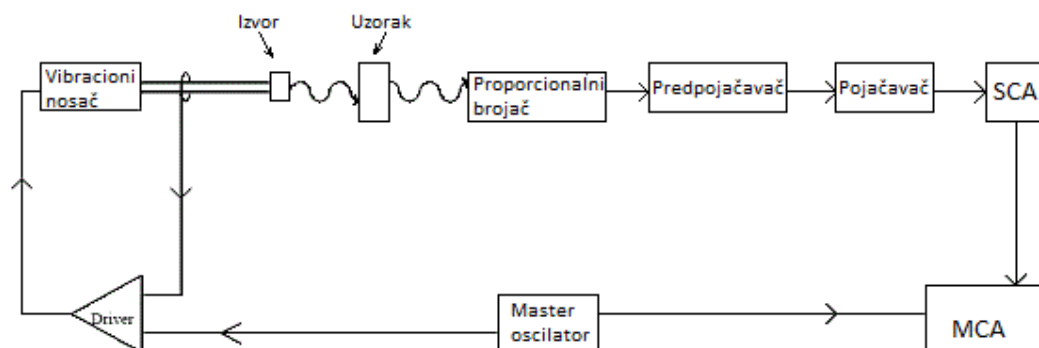 Izvor
Uzorak
Vibracioni
nosač
Proporcionalni
brojač
Predpojačavač
Pojačavač
SCA
Driver
Master
oscilator
MCA